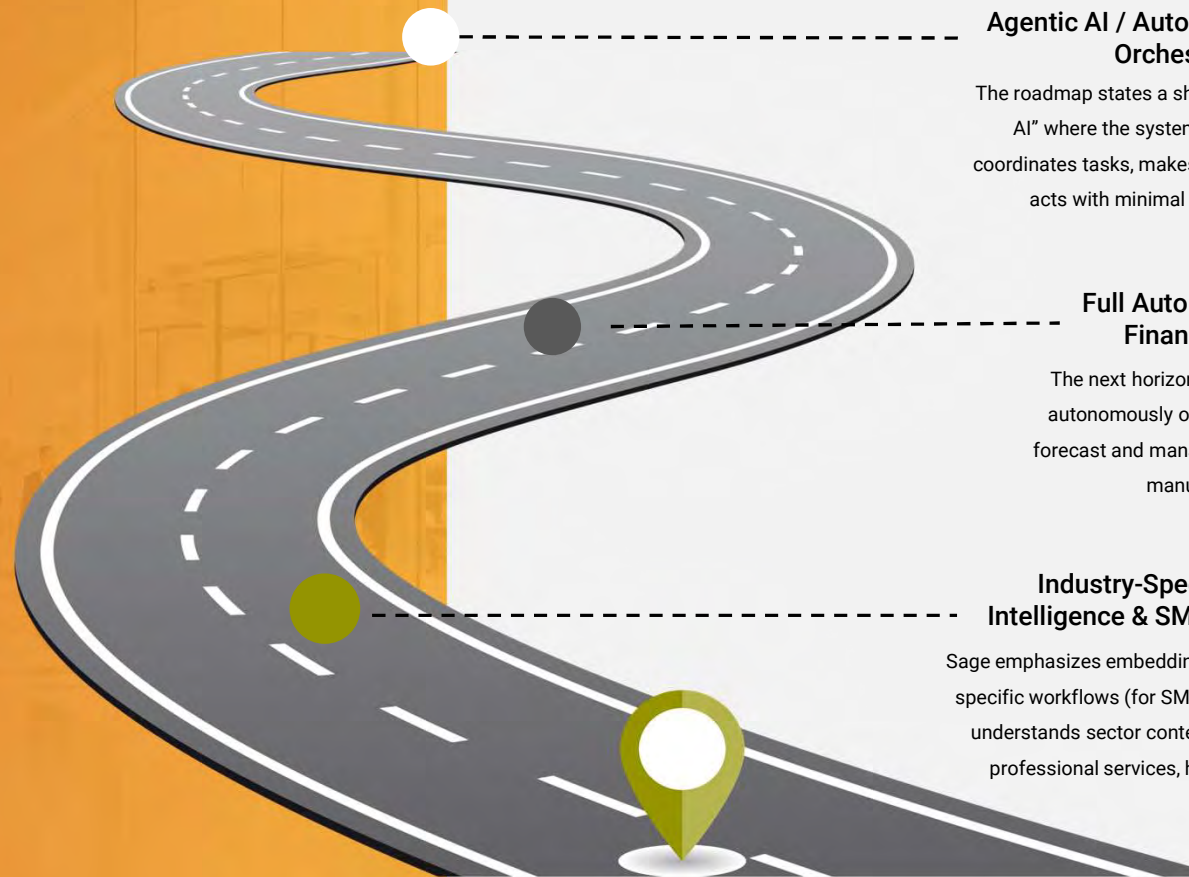 Agentic AI / Auto
Orches
The roadmap states a sh
AI” where the system
coordinates tasks, makes
acts with minimal
Full Auto
Finan
The next horizon
autonomously o
forecast and man
manu
Industry-Spe
Intelligence & SM
Sage emphasizes embeddin
specific workflows (for SM
understands sector conte
professional services, h